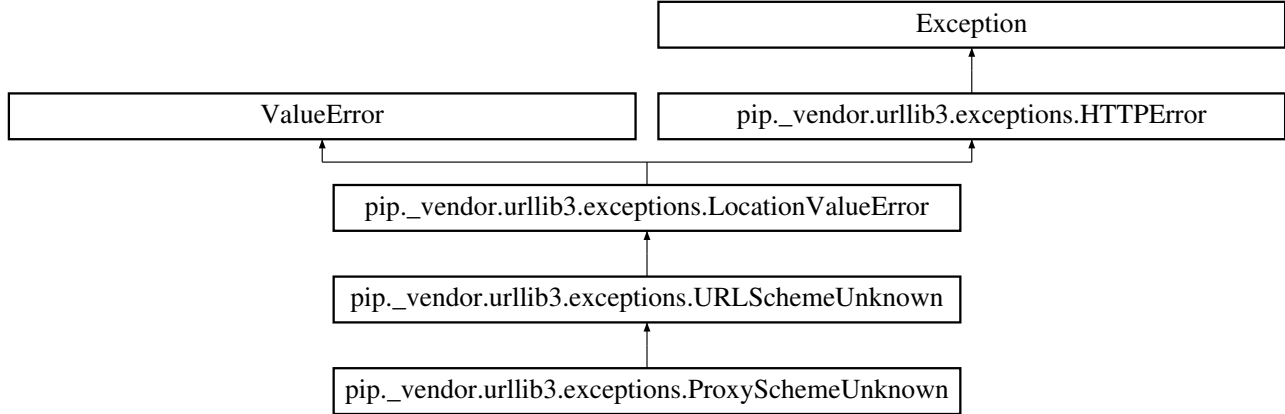 Exception
ValueError
pip._vendor.urllib3.exceptions.HTTPError
pip._vendor.urllib3.exceptions.LocationValueError
pip._vendor.urllib3.exceptions.URLSchemeUnknown
pip._vendor.urllib3.exceptions.ProxySchemeUnknown